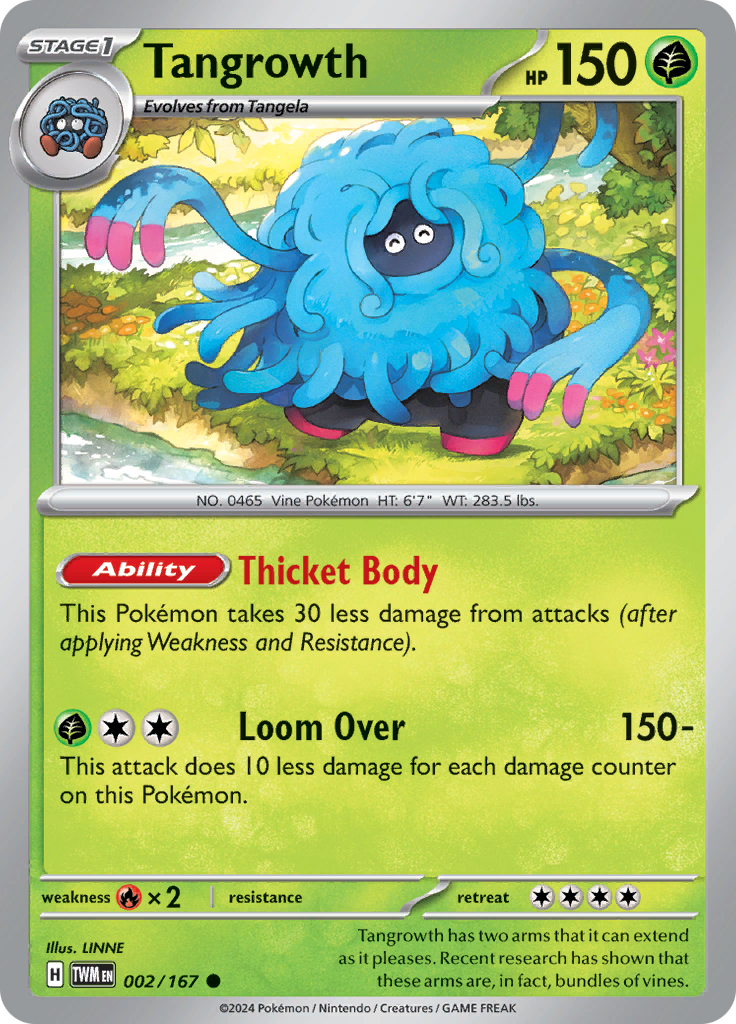 STAGE1
Tangrowth
HP 150
Evolves from Tangela
NO. 0465 Vine Pokémon HT: 6'7" WT: 283.5 lbs.
Ability Thicket Body
This Pokémon takes 30 less damage from attacks (after
applying Weakness and Resistance).
Loom Over 150-
This attack does 10 less damage for each damage counter
on this Pokémon.
weakness ×2 resistance retreat
Illus. LINNE
H TWM EN 002/167
Tangrowth has two arms that it can extend
as it pleases. Recent research has shown that
these arms are, in fact, bundles of vines.
©2024 Pokémon / Nintendo / Creatures / GAME FREAK